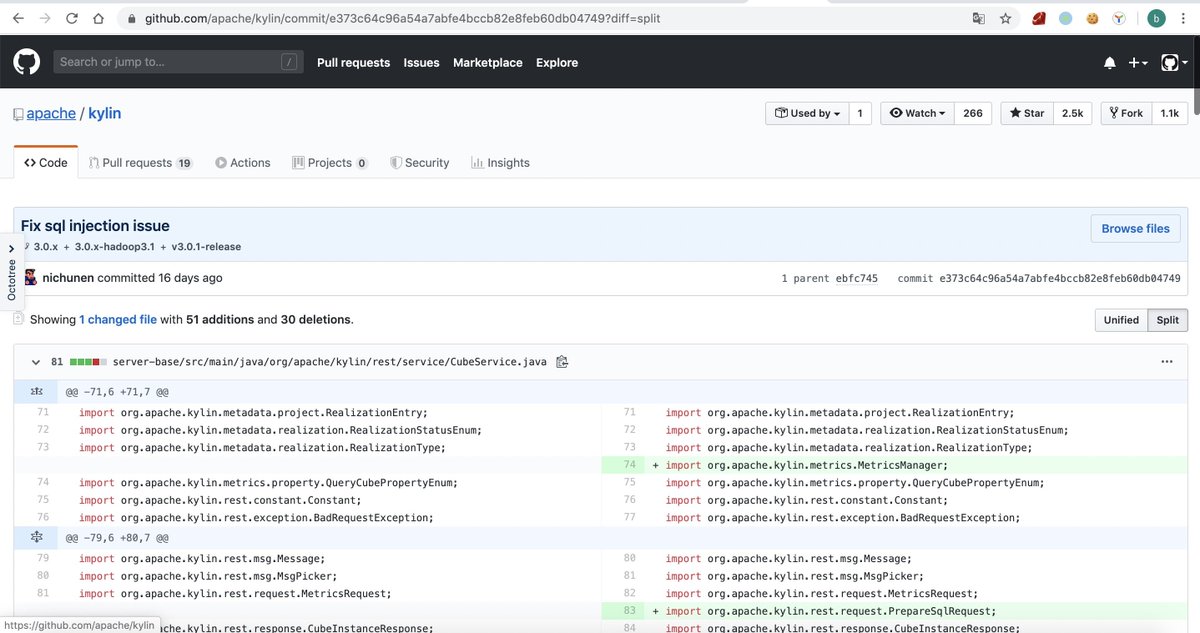 github.com/apache/kylin/commit/e373c64c96a54a7abfe4bccb82e8feb60db04749?diff=split
b
Search or jump to... /
Pull requests Issues Marketplace Explore
apache / kylin
Used by 1 Watch 266 Star 2.5k Fork 1.1k
Code Pull requests 19 Actions Projects 0 Security Insights
Fix sql injection issue
Browse files
3.0.x + 3.0.x-hadoop3.1 + v3.0.1-release
Octotree
nichunen committed 16 days ago
1 parent ebfc745 commit e373c64c96a54a7abfe4bccb82e8feb60db04749
Showing 1 changed file with 51 additions and 30 deletions.
Unified Split
81 server-base/src/main/java/org/apache/kylin/rest/service/CubeService.java
@@ -71,6 +71,7 @@
71 import org.apache.kylin.metadata.project.RealizationEntry; 71 import org.apache.kylin.metadata.project.RealizationEntry;
72 import org.apache.kylin.metadata.realization.RealizationStatusEnum; 72 import org.apache.kylin.metadata.realization.RealizationStatusEnum;
73 import org.apache.kylin.metadata.realization.RealizationType; 73 import org.apache.kylin.metadata.realization.RealizationType;
74 + import org.apache.kylin.metrics.MetricsManager;
74 import org.apache.kylin.metrics.property.QueryCubePropertyEnum; 75 import org.apache.kylin.metrics.property.QueryCubePropertyEnum;
75 import org.apache.kylin.rest.constant.Constant; 76 import org.apache.kylin.rest.constant.Constant;
76 import org.apache.kylin.rest.exception.BadRequestException; 77 import org.apache.kylin.rest.exception.BadRequestException;
@@ -79,6 +80,7 @@
79 import org.apache.kylin.rest.msg.Message; 80 import org.apache.kylin.rest.msg.Message;
80 import org.apache.kylin.rest.msg.MsgPicker; 81 import org.apache.kylin.rest.msg.MsgPicker;
81 import org.apache.kylin.rest.request.MetricsRequest; 82 import org.apache.kylin.rest.request.MetricsRequest;
83 + import org.apache.kylin.rest.request.PrepareSqlRequest;
https://github.com/apache/kylin
che.kylin.rest.response.CubeInstanceResponse; 84 import org.apache.kylin.rest.response.CubeInstanceResponse;